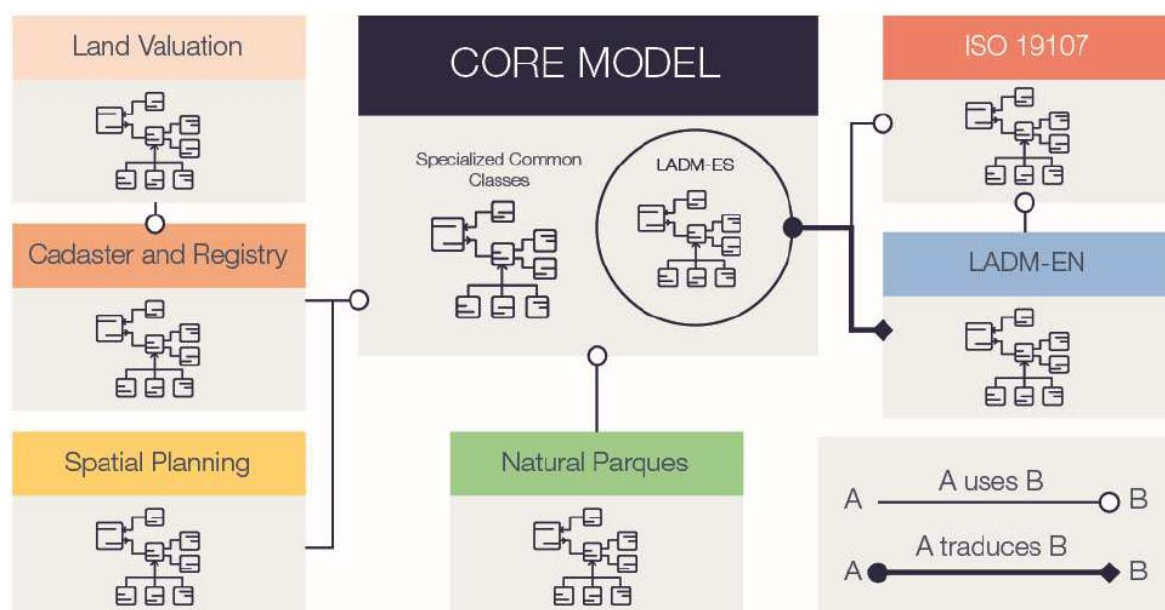 Land Valuation
CORE MODEL
ISO 19107
Specialized Common
Classes
LADM-ES
Cadaster and Registry
LADM-EN
Spatial Planning
Natural Parques
A uses B
A
B
A traduces B
A
B